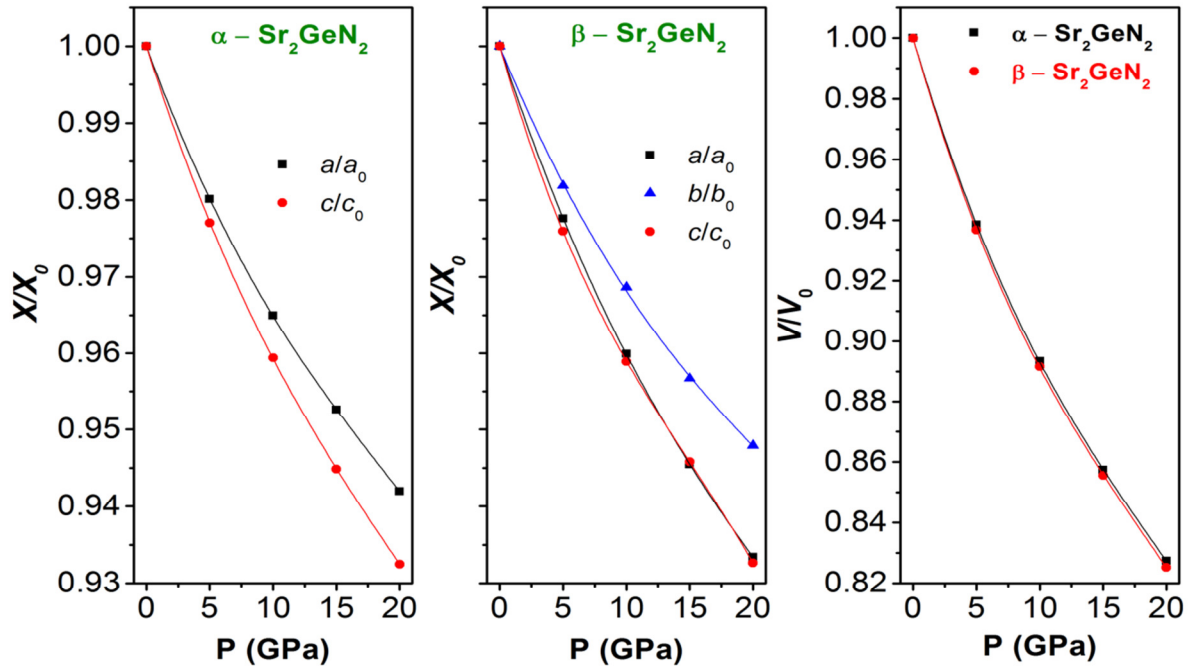 α – Sr₂GeN₂
1.00
0.99
0.98
0.97
0.96
0.95
0.94
0.93
X/X₀
a/a₀
c/c₀
0 5 10 15 20
P (GPa)
β – Sr₂GeN₂
X/X₀
a/a₀
b/b₀
c/c₀
0 5 10 15 20
P (GPa)
α – Sr₂GeN₂
β – Sr₂GeN₂
1.00
0.98
0.96
0.94
0.92
0.90
0.88
0.86
0.84
0.82
V/V₀
0 5 10 15 20
P (GPa)